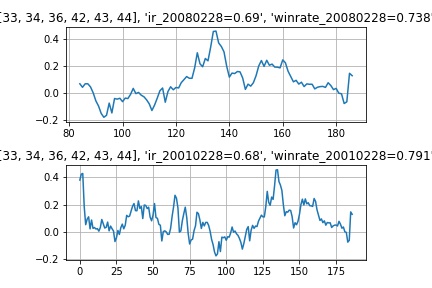 [33, 34, 36, 42, 43, 44], 'ir_20080228=0.69', 'winrate_20080228=0.738'
0.4
0.2
0.0
−0.2
80 100 120 140 160 180
[33, 34, 36, 42, 43, 44], 'ir_20010228=0.68', 'winrate_20010228=0.791'
0.4
0.2
0.0
−0.2
0 25 50 75 100 125 150 175